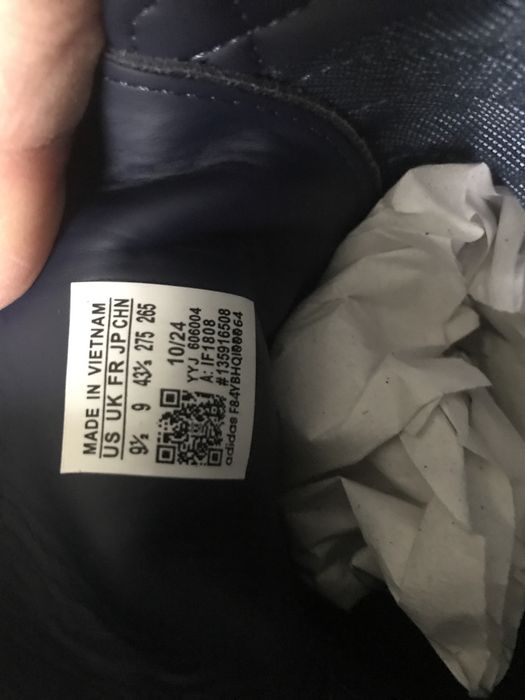 MADE IN VIETNAM
US UK FR JP CHN
9½ 9 43⅓ 275 265
10/24
YYJ 606004
A: IF1808
#135916508
adidas F84YBHQI00064